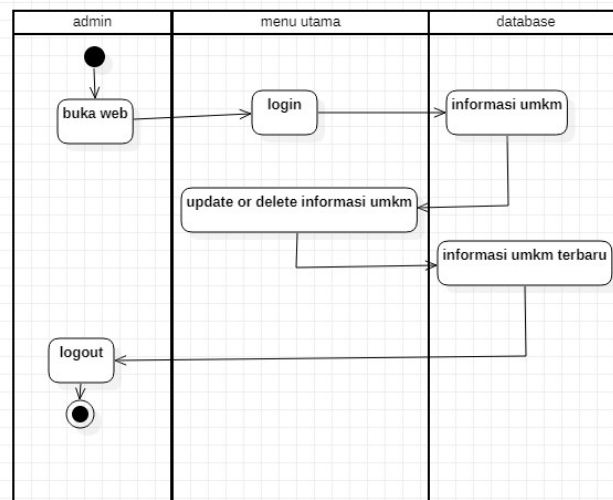 admin
menu utama
database
buka web
login
informasi umkm
update or delete informasi umkm
informasi umkm terbaru
logout